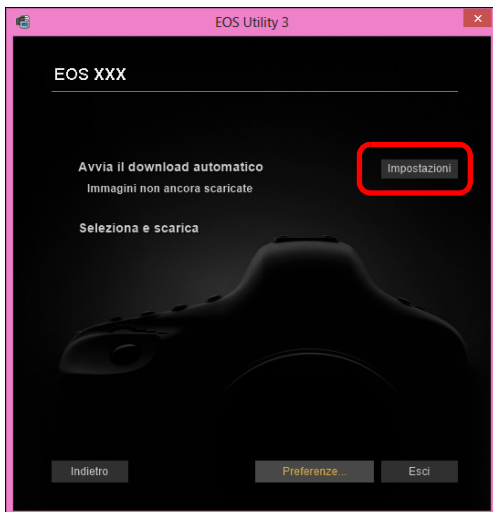 EOS Utility 3
EOS XXX
Avvia il download automatico
Impostazioni
Immagini non ancora scaricate
Seleziona e scarica
Indietro
Preferenze...
Esci